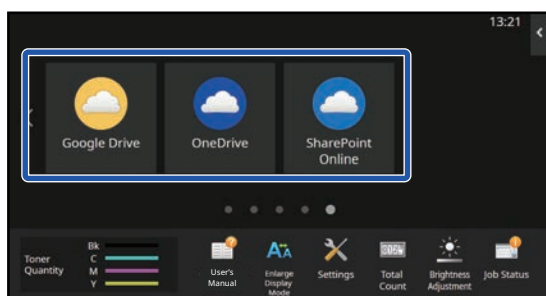 13:21
Google Drive
OneDrive
SharePoint
Online
Toner
Quantity
Bk
C
M
Y
User's
Manual
Enlarge
Display
Mode
Settings
Total
Count
Brightness
Adjustment
Job Status